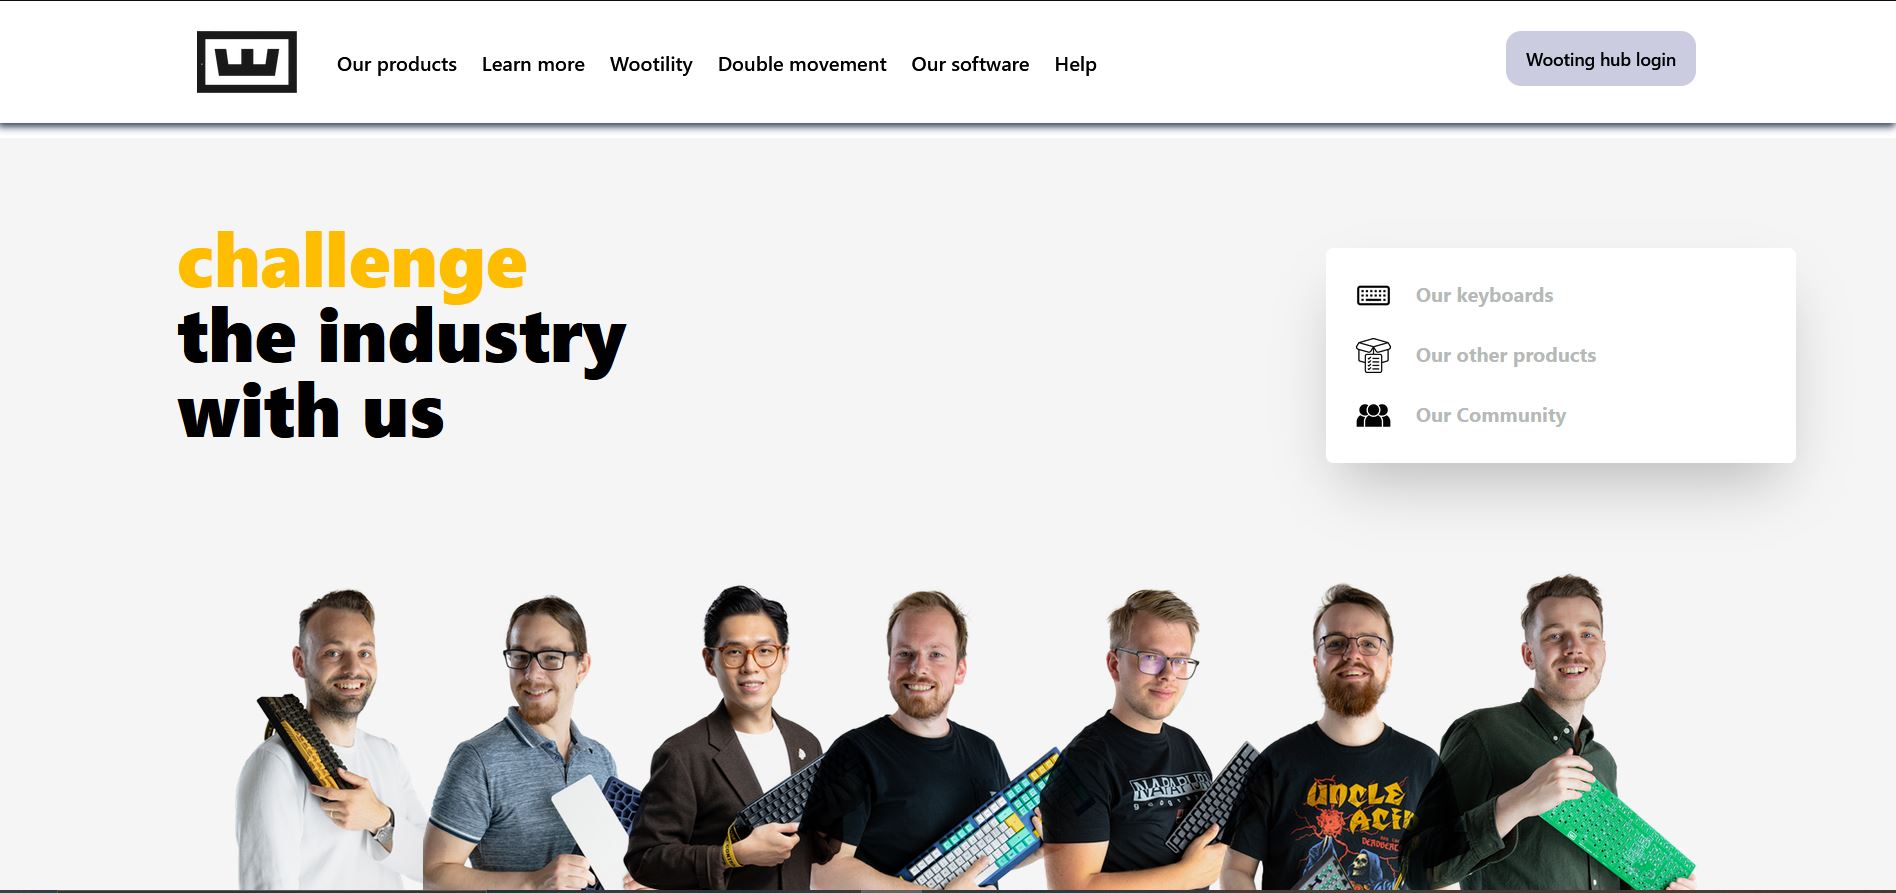 Our products Learn more Wootility Double movement Our software Help
Wooting hub login
challenge
the industry
with us
Our keyboards
Our other products
Our Community
NAPAPIJRI
UNCLE
ACID
DEADBEAT